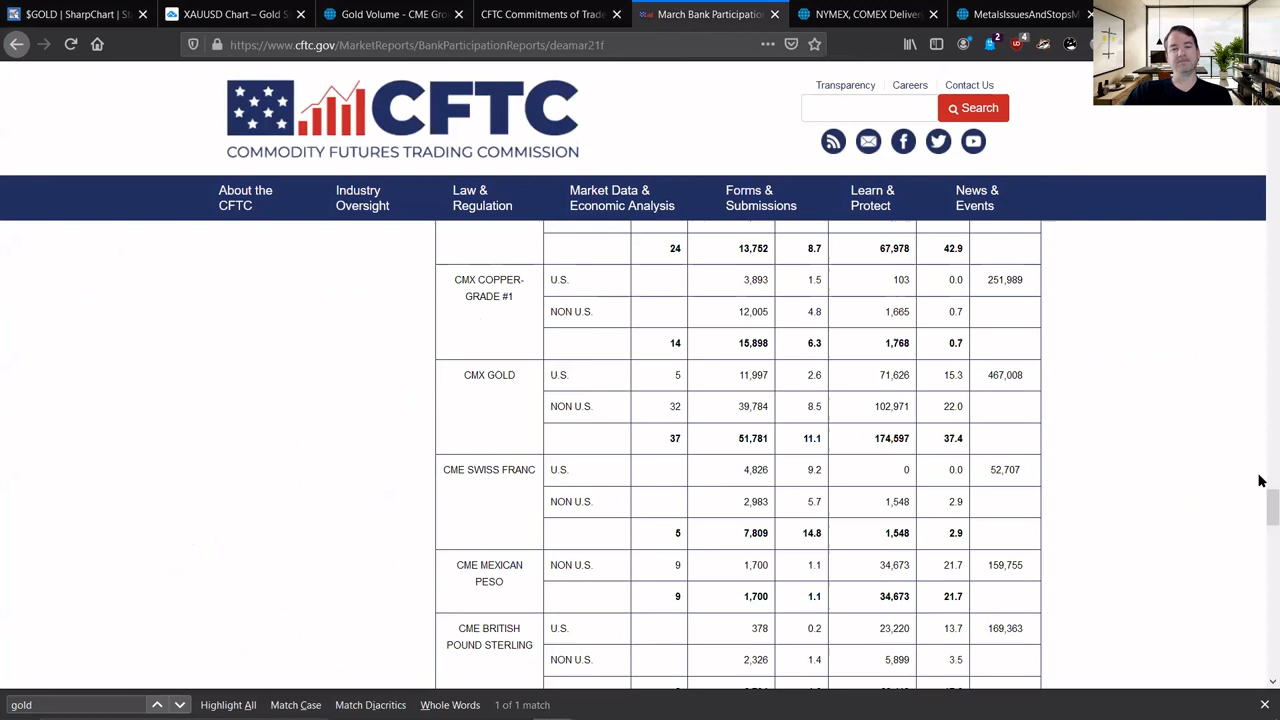 $GOLD | SharpChart | St
XAUUSD Chart – Gold S
Gold Volume - CME Gro
CFTC Commitments of Trade
March Bank Participatio
NYMEX, COMEX Deliver
MetalsIssuesAndStopsM
https://www.cftc.gov/MarketReports/BankParticipationReports/deamar21f
2
4
CFTC
COMMODITY FUTURES TRADING COMMISSION
Transparency
Careers
Contact Us
Search
About the CFTC
Industry Oversight
Law & Regulation
Market Data & Economic Analysis
Forms & Submissions
Learn & Protect
News & Events
24 13,752 8.7 67,978 42.9
CMX COPPER-GRADE #1 U.S. 3,893 1.5 103 0.0 251,989
NON U.S. 12,005 4.8 1,665 0.7
14 15,898 6.3 1,768 0.7
CMX GOLD U.S. 5 11,997 2.6 71,626 15.3 467,008
NON U.S. 32 39,784 8.5 102,971 22.0
37 51,781 11.1 174,597 37.4
CME SWISS FRANC U.S. 4,826 9.2 0 0.0 52,707
NON U.S. 2,983 5.7 1,548 2.9
5 7,809 14.8 1,548 2.9
CME MEXICAN PESO NON U.S. 9 1,700 1.1 34,673 21.7 159,755
9 1,700 1.1 34,673 21.7
CME BRITISH POUND STERLING U.S. 378 0.2 23,220 13.7 169,363
NON U.S. 2,326 1.4 5,899 3.5
gold
Highlight All
Match Case
Match Diacritics
Whole Words
1 of 1 match